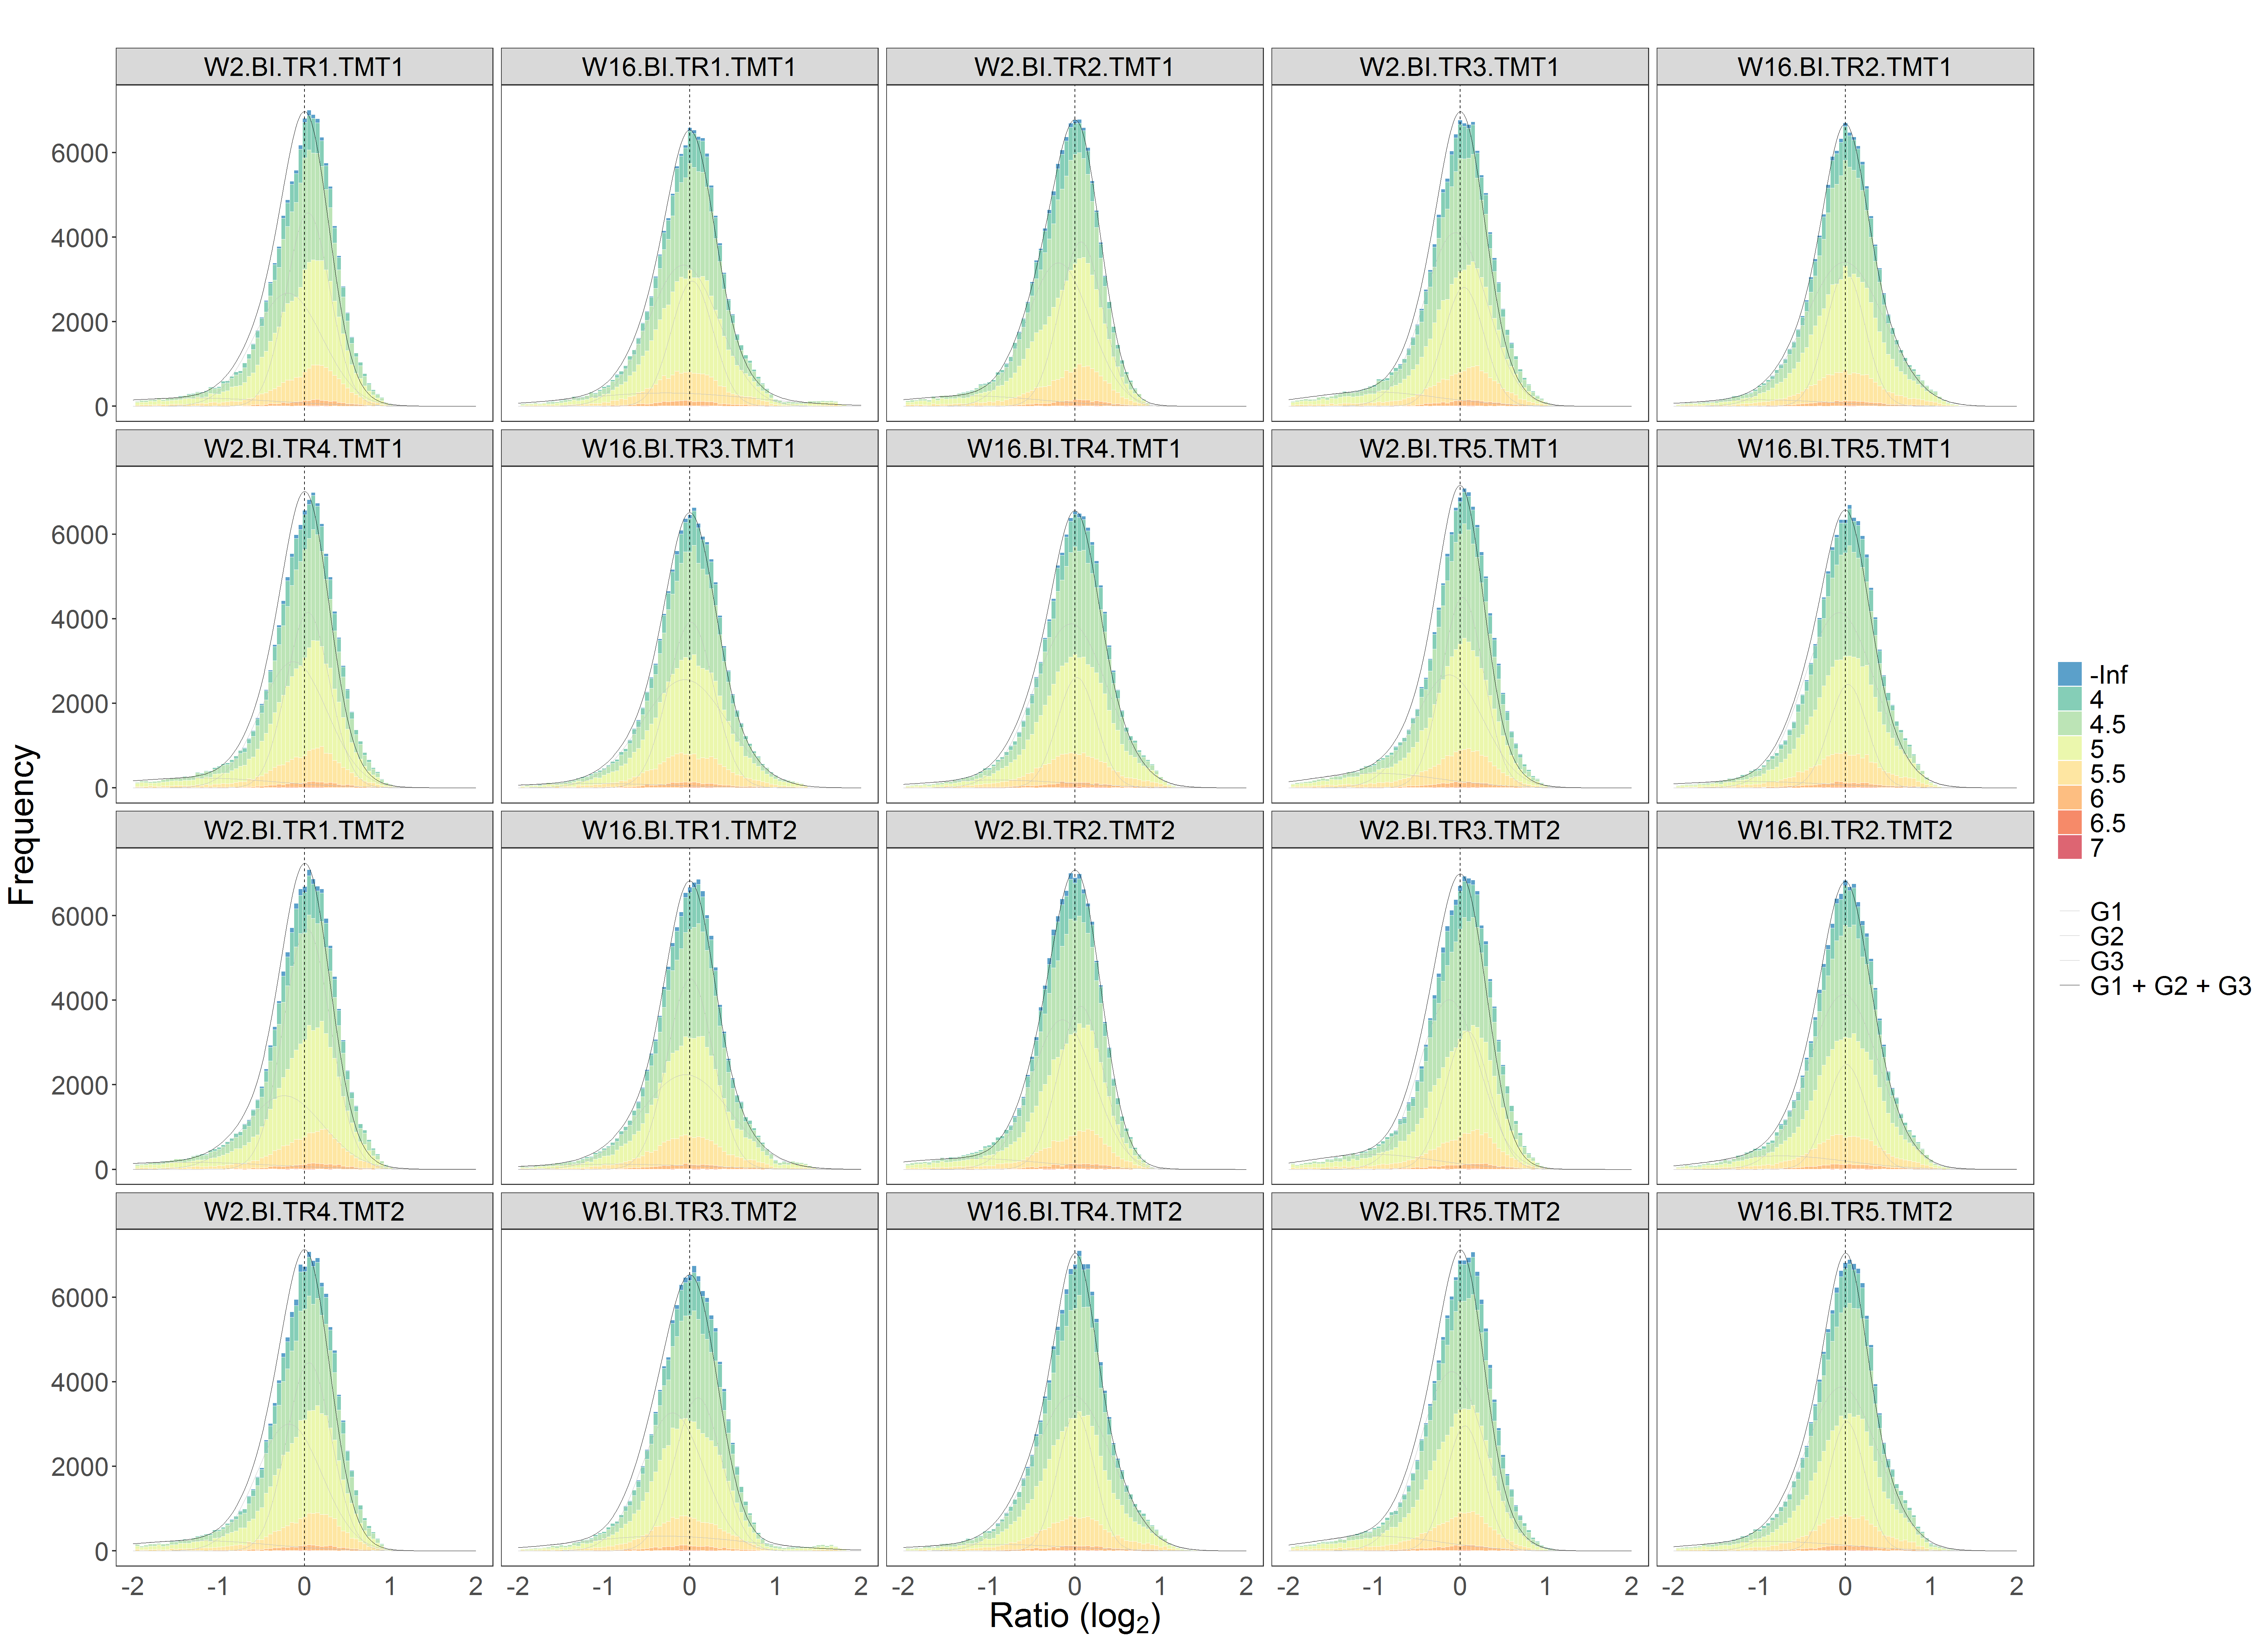 W2.BI.TR1.TMT1 W16.BI.TR1.TMT1 W2.BI.TR2.TMT1 W2.BI.TR3.TMT1 W16.BI.TR2.TMT1
6000
4000
2000
0
W2.BI.TR4.TMT1 W16.BI.TR3.TMT1 W16.BI.TR4.TMT1 W2.BI.TR5.TMT1 W16.BI.TR5.TMT1
6000
4000
2000
0
W2.BI.TR1.TMT2 W16.BI.TR1.TMT2 W2.BI.TR2.TMT2 W2.BI.TR3.TMT2 W16.BI.TR2.TMT2
6000
4000
2000
0
W2.BI.TR4.TMT2 W16.BI.TR3.TMT2 W16.BI.TR4.TMT2 W2.BI.TR5.TMT2 W16.BI.TR5.TMT2
6000
4000
2000
0
-2 -1 0 1 2 -2 -1 0 1 2 -2 -1 0 1 2 -2 -1 0 1 2 -2 -1 0 1 2
Ratio (log₂)
Frequency
-Inf
4
4.5
5
5.5
6
6.5
7
G1
G2
G3
G1 + G2 + G3